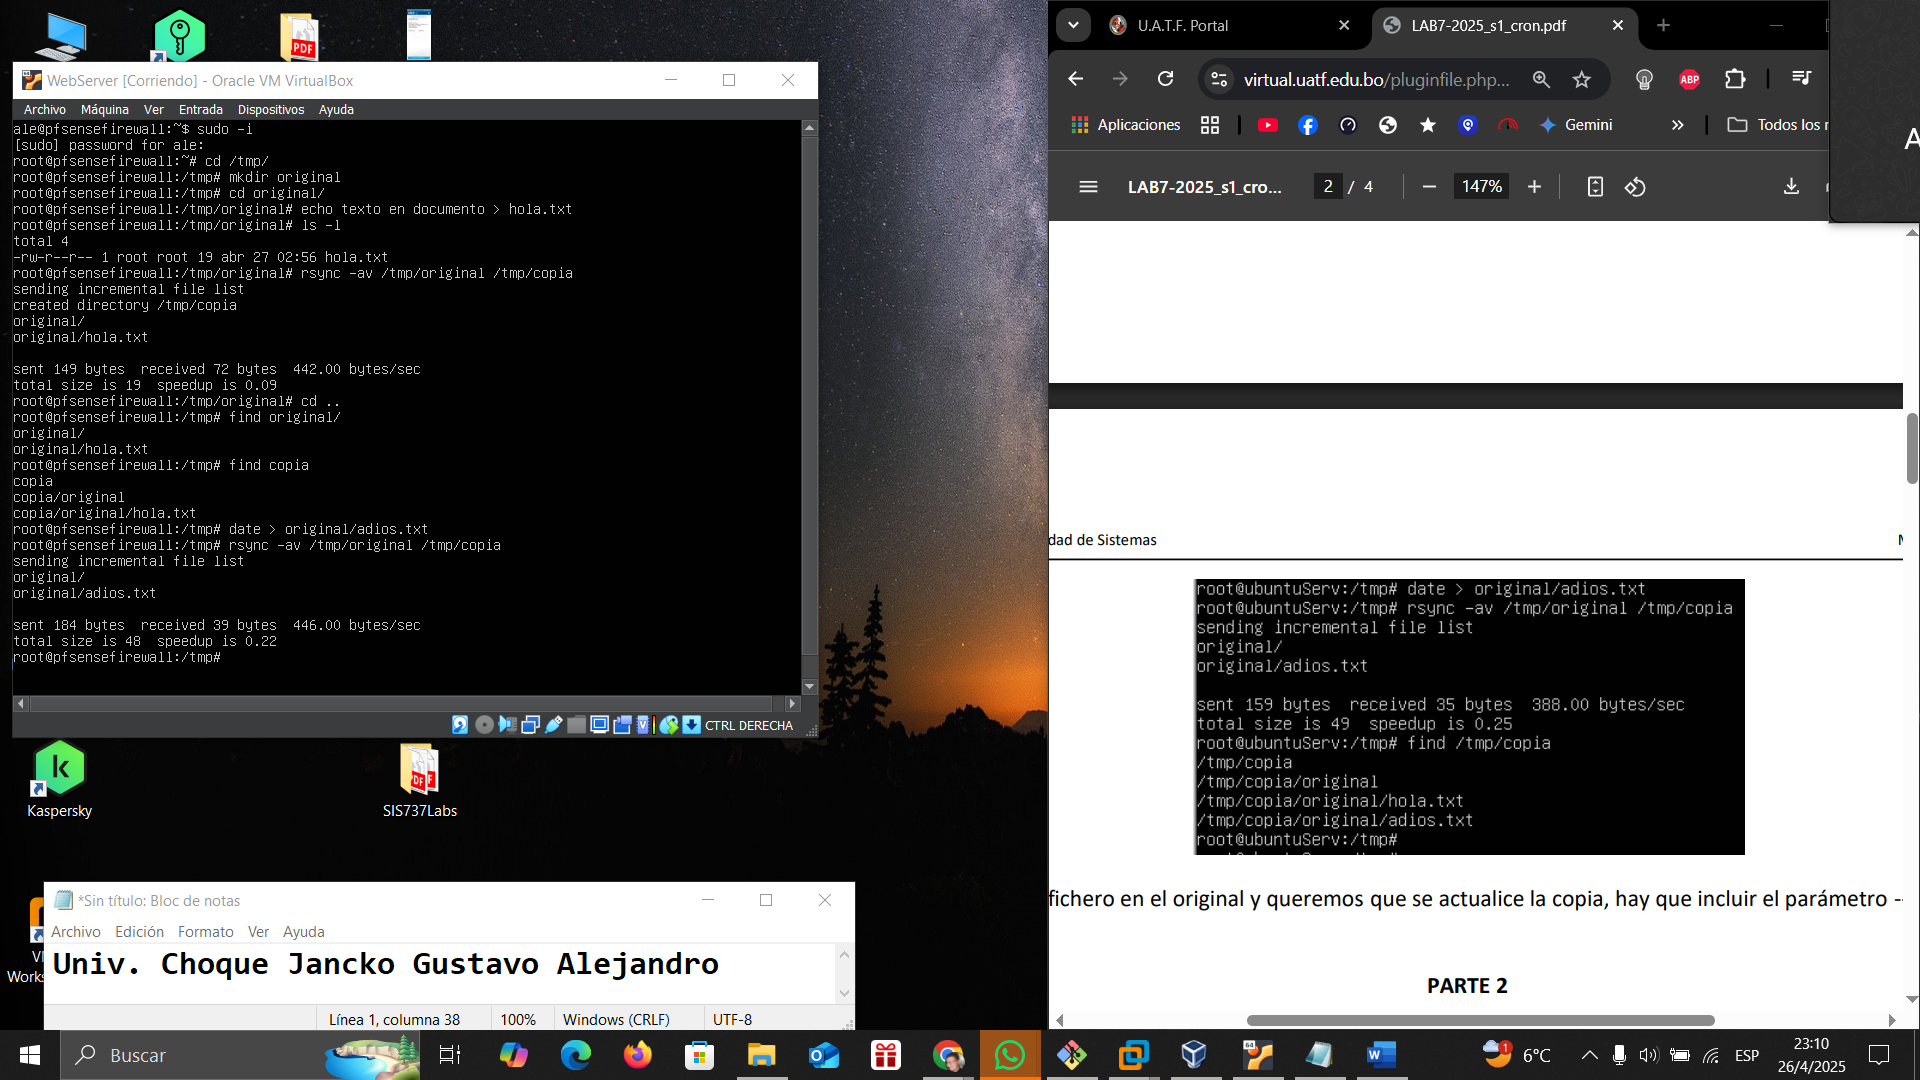 WebServer [Corriendo] - Oracle VM VirtualBox
Archivo Máquina Ver Entrada Dispositivos Ayuda
ale@pfsensefirewall:~$ sudo -i
[sudo] password for ale:
root@pfsensefirewall:~# cd /tmp/
root@pfsensefirewall:/tmp# mkdir original
root@pfsensefirewall:/tmp# cd original/
root@pfsensefirewall:/tmp/original# echo texto en documento > hola.txt
root@pfsensefirewall:/tmp/original# ls -l
total 4
-rw-r--r-- 1 root root 19 abr 27 02:56 hola.txt
root@pfsensefirewall:/tmp/original# rsync -av /tmp/original /tmp/copia
sending incremental file list
created directory /tmp/copia
original/
original/hola.txt
sent 149 bytes  received 72 bytes  442.00 bytes/sec
total size is 19  speedup is 0.09
root@pfsensefirewall:/tmp/original# cd ..
root@pfsensefirewall:/tmp# find original/
original/
original/hola.txt
root@pfsensefirewall:/tmp# find copia
copia
copia/original
copia/original/hola.txt
root@pfsensefirewall:/tmp# date > original/adios.txt
root@pfsensefirewall:/tmp# rsync -av /tmp/original /tmp/copia
sending incremental file list
original/
original/adios.txt
sent 184 bytes  received 39 bytes  446.00 bytes/sec
total size is 48  speedup is 0.22
root@pfsensefirewall:/tmp#
CTRL DERECHA
Kaspersky
SIS737Labs
*Sin título: Bloc de notas
Archivo Edición Formato Ver Ayuda
Univ. Choque Jancko Gustavo Alejandro
Línea 1, columna 38 100% Windows (CRLF) UTF-8
U.A.T.F. Portal
LAB7-2025_s1_cron.pdf
virtual.uatf.edu.bo/pluginfile.php...
ABP
Aplicaciones
Gemini
»
Todos los
A
LAB7-2025_s1_cro... 2 / 4 147%
dad de Sistemas
root@ubuntuServ:/tmp# date > original/adios.txt
root@ubuntuServ:/tmp# rsync -av /tmp/original /tmp/copia
sending incremental file list
original/
original/adios.txt
sent 159 bytes  received 35 bytes  388.00 bytes/sec
total size is 49  speedup is 0.25
root@ubuntuServ:/tmp# find /tmp/copia
/tmp/copia
/tmp/copia/original
/tmp/copia/original/hola.txt
/tmp/copia/original/adios.txt
root@ubuntuServ:/tmp#
fichero en el original y queremos que se actualice la copia, hay que incluir el parámetro -
PARTE 2
Buscar
1
6°C
ESP
23:10
26/4/2025